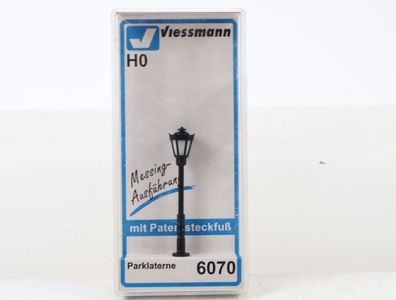 Viessmann
H0
Messing-
Ausführung
mit Patentsteckfuß
Parklaterne 6070